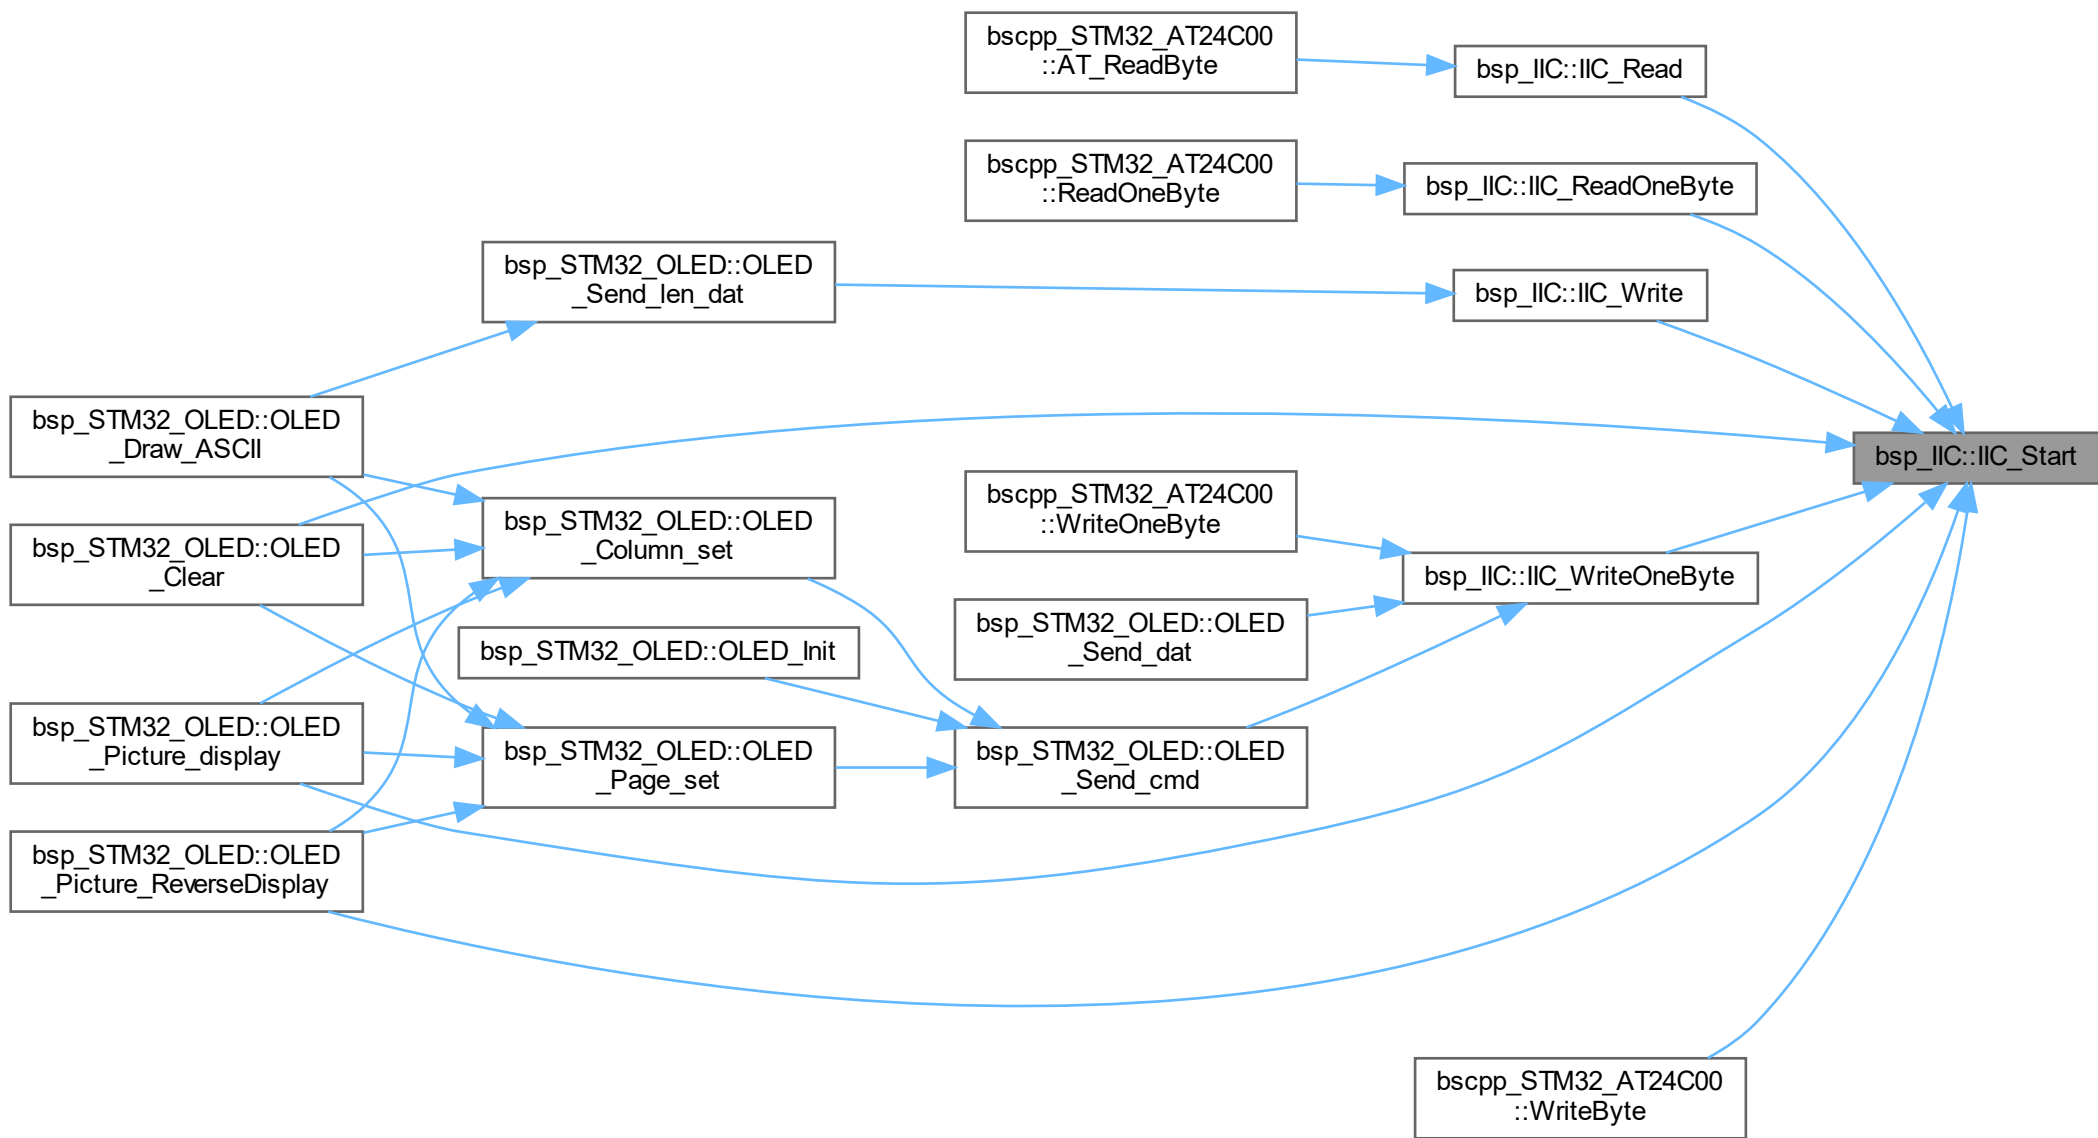 bscpp_STM32_AT24C00
::AT_ReadByte
bsp_IIC::IIC_Read
bscpp_STM32_AT24C00
::ReadOneByte
bsp_IIC::IIC_ReadOneByte
bsp_STM32_OLED::OLED
_Send_len_dat
bsp_IIC::IIC_Write
bsp_STM32_OLED::OLED
_Draw_ASCII
bsp_IIC::IIC_Start
bscpp_STM32_AT24C00
::WriteOneByte
bsp_STM32_OLED::OLED
_Column_set
bsp_STM32_OLED::OLED
_Clear
bsp_IIC::IIC_WriteOneByte
bsp_STM32_OLED::OLED
_Send_dat
bsp_STM32_OLED::OLED_Init
bsp_STM32_OLED::OLED
_Picture_display
bsp_STM32_OLED::OLED
_Page_set
bsp_STM32_OLED::OLED
_Send_cmd
bsp_STM32_OLED::OLED
_Picture_ReverseDisplay
bscpp_STM32_AT24C00
::WriteByte